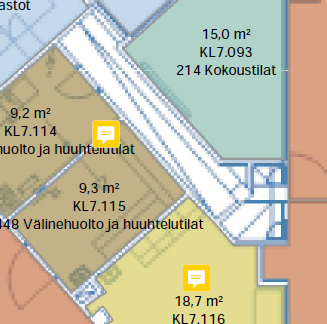 astot
15,0 m²
KL7.093
214 Kokoustilat
9,2 m²
KL7.114
huolto ja huuhtelutilat
9,3 m²
KL7.115
448 Välinehuolto ja huuhtelutilat
18,7 m²
KL7.116